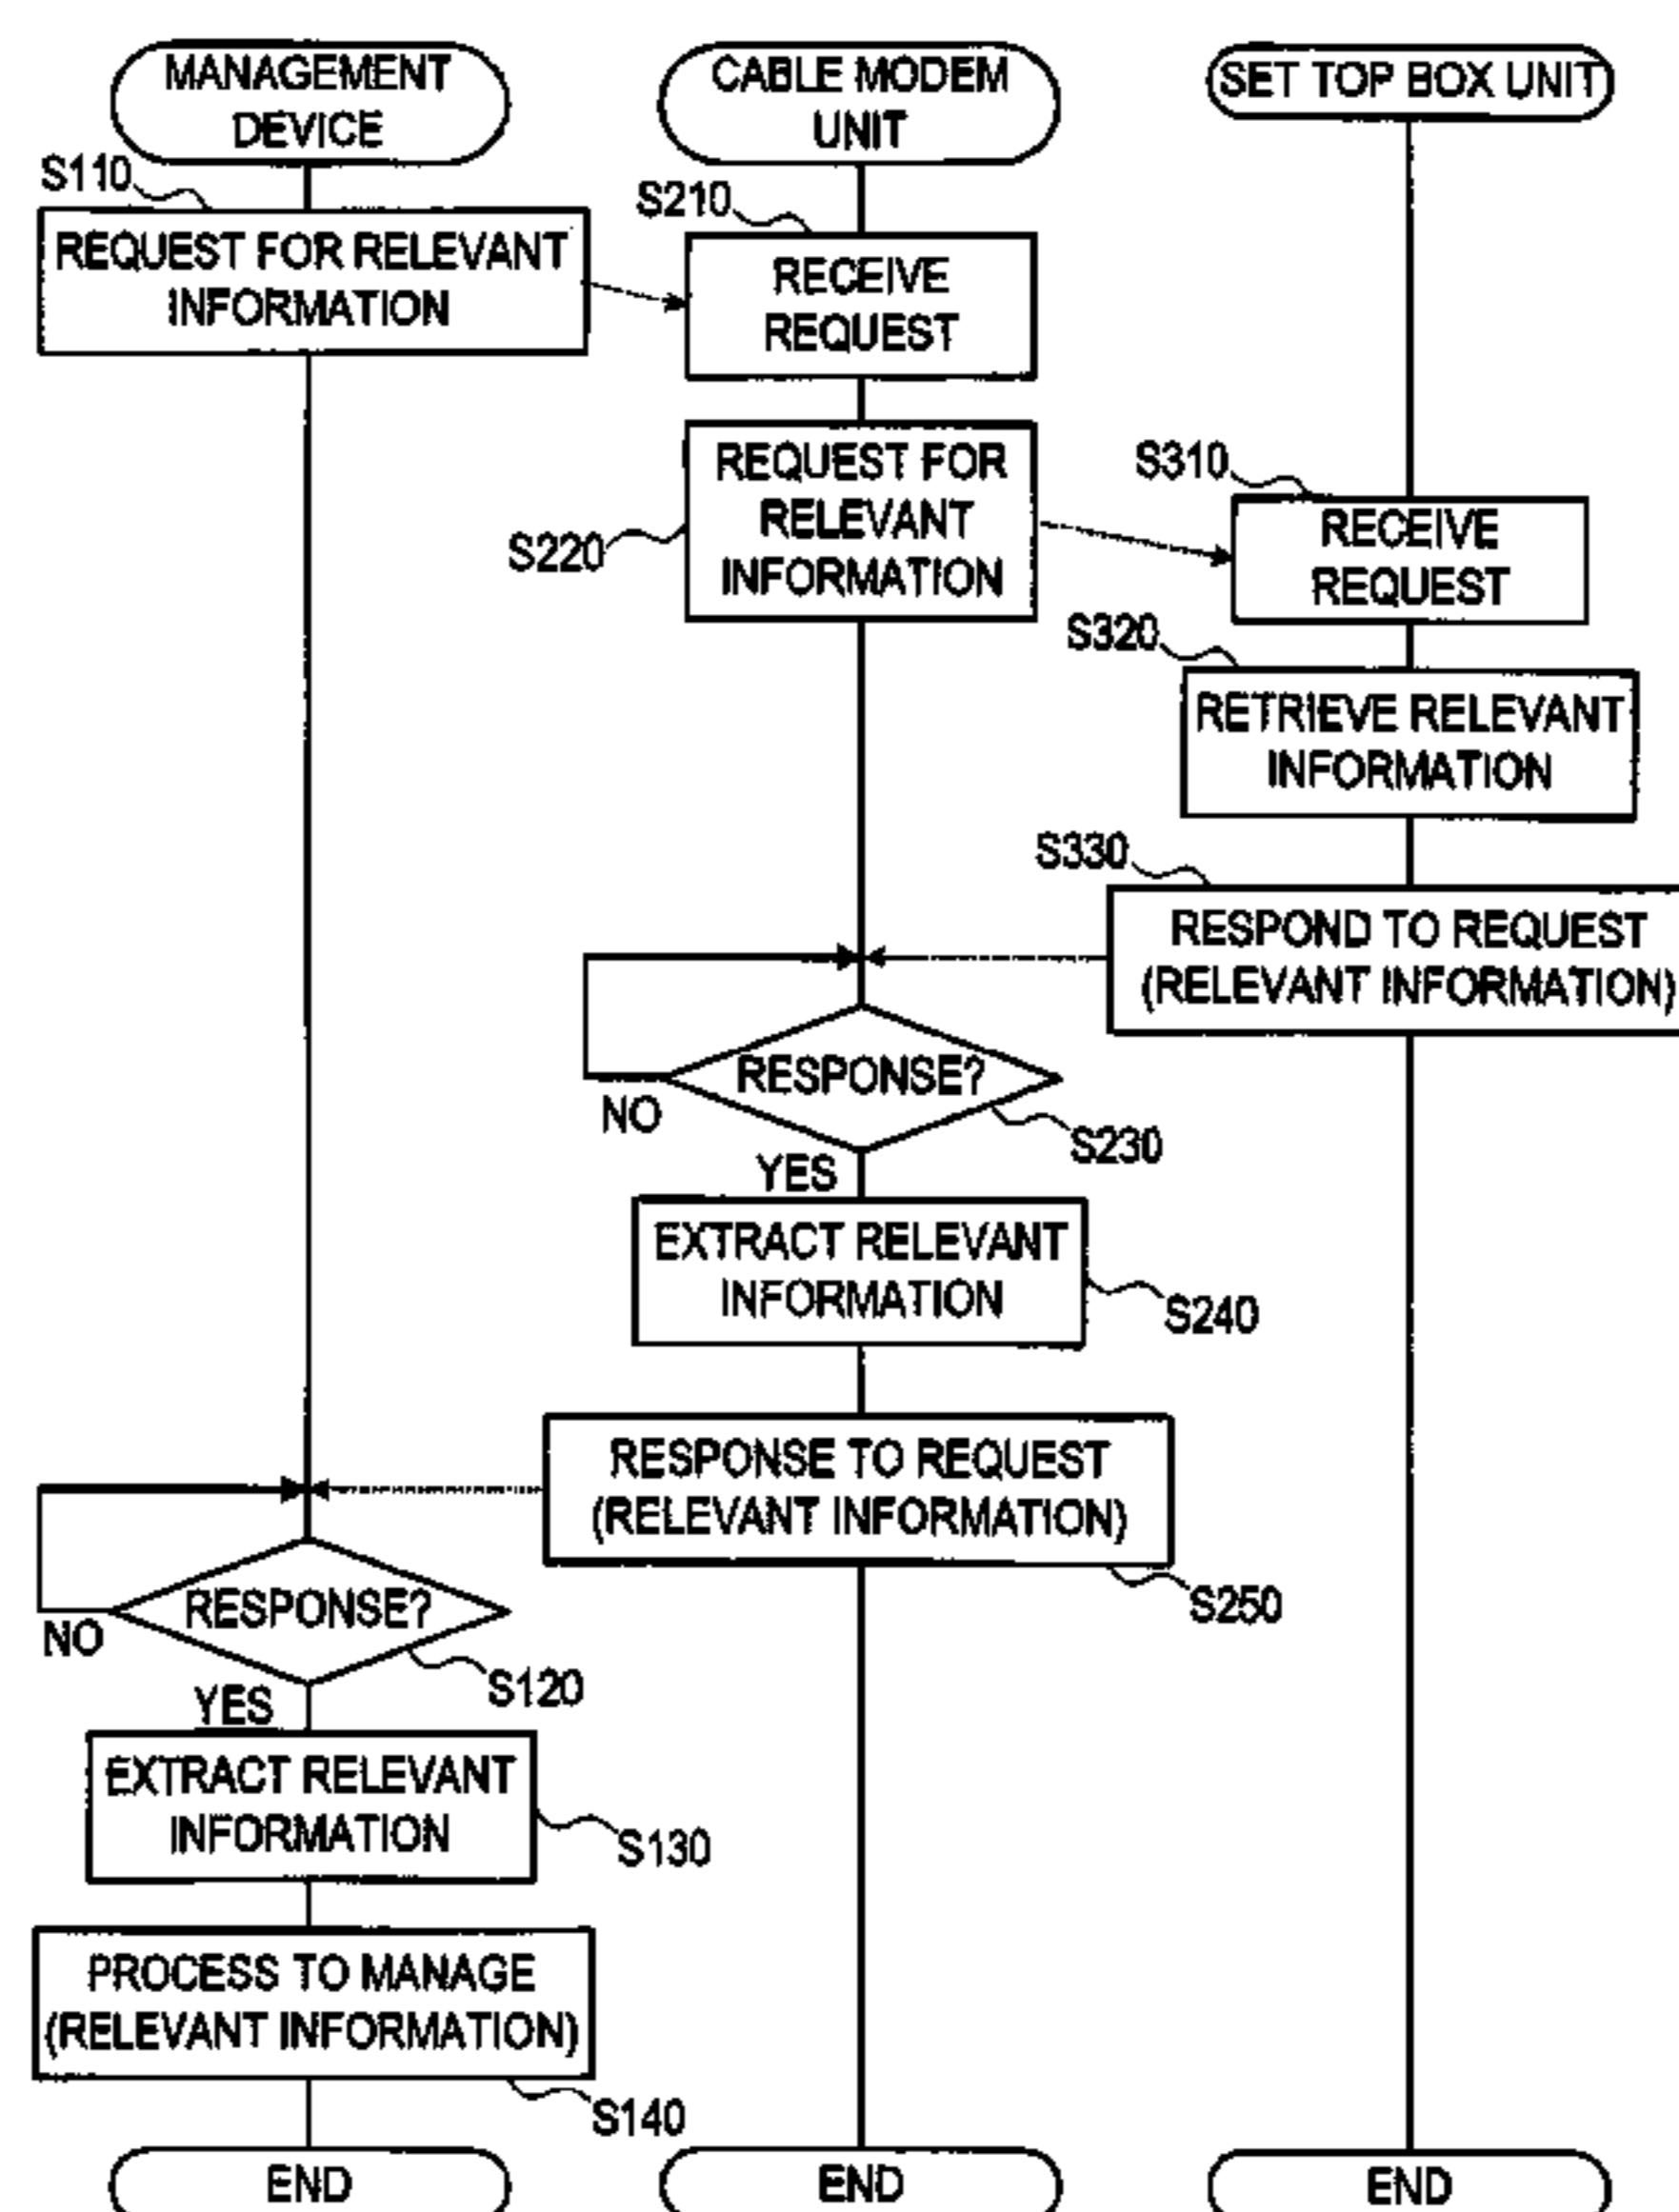 MANAGEMENT
DEVICE
CABLE MODEM
UNIT
SET TOP BOX UNIT
S110
REQUEST FOR RELEVANT
INFORMATION
S210
RECEIVE
REQUEST
S220
REQUEST FOR
RELEVANT
INFORMATION
S310
RECEIVE
REQUEST
S320
RETRIEVE RELEVANT
INFORMATION
S330
RESPOND TO REQUEST
(RELEVANT INFORMATION)
RESPONSE?
NO
S230
YES
EXTRACT RELEVANT
INFORMATION
S240
RESPONSE TO REQUEST
(RELEVANT INFORMATION)
S250
RESPONSE?
NO
S120
YES
EXTRACT RELEVANT
INFORMATION
S130
PROCESS TO MANAGE
(RELEVANT INFORMATION)
S140
END
END
END